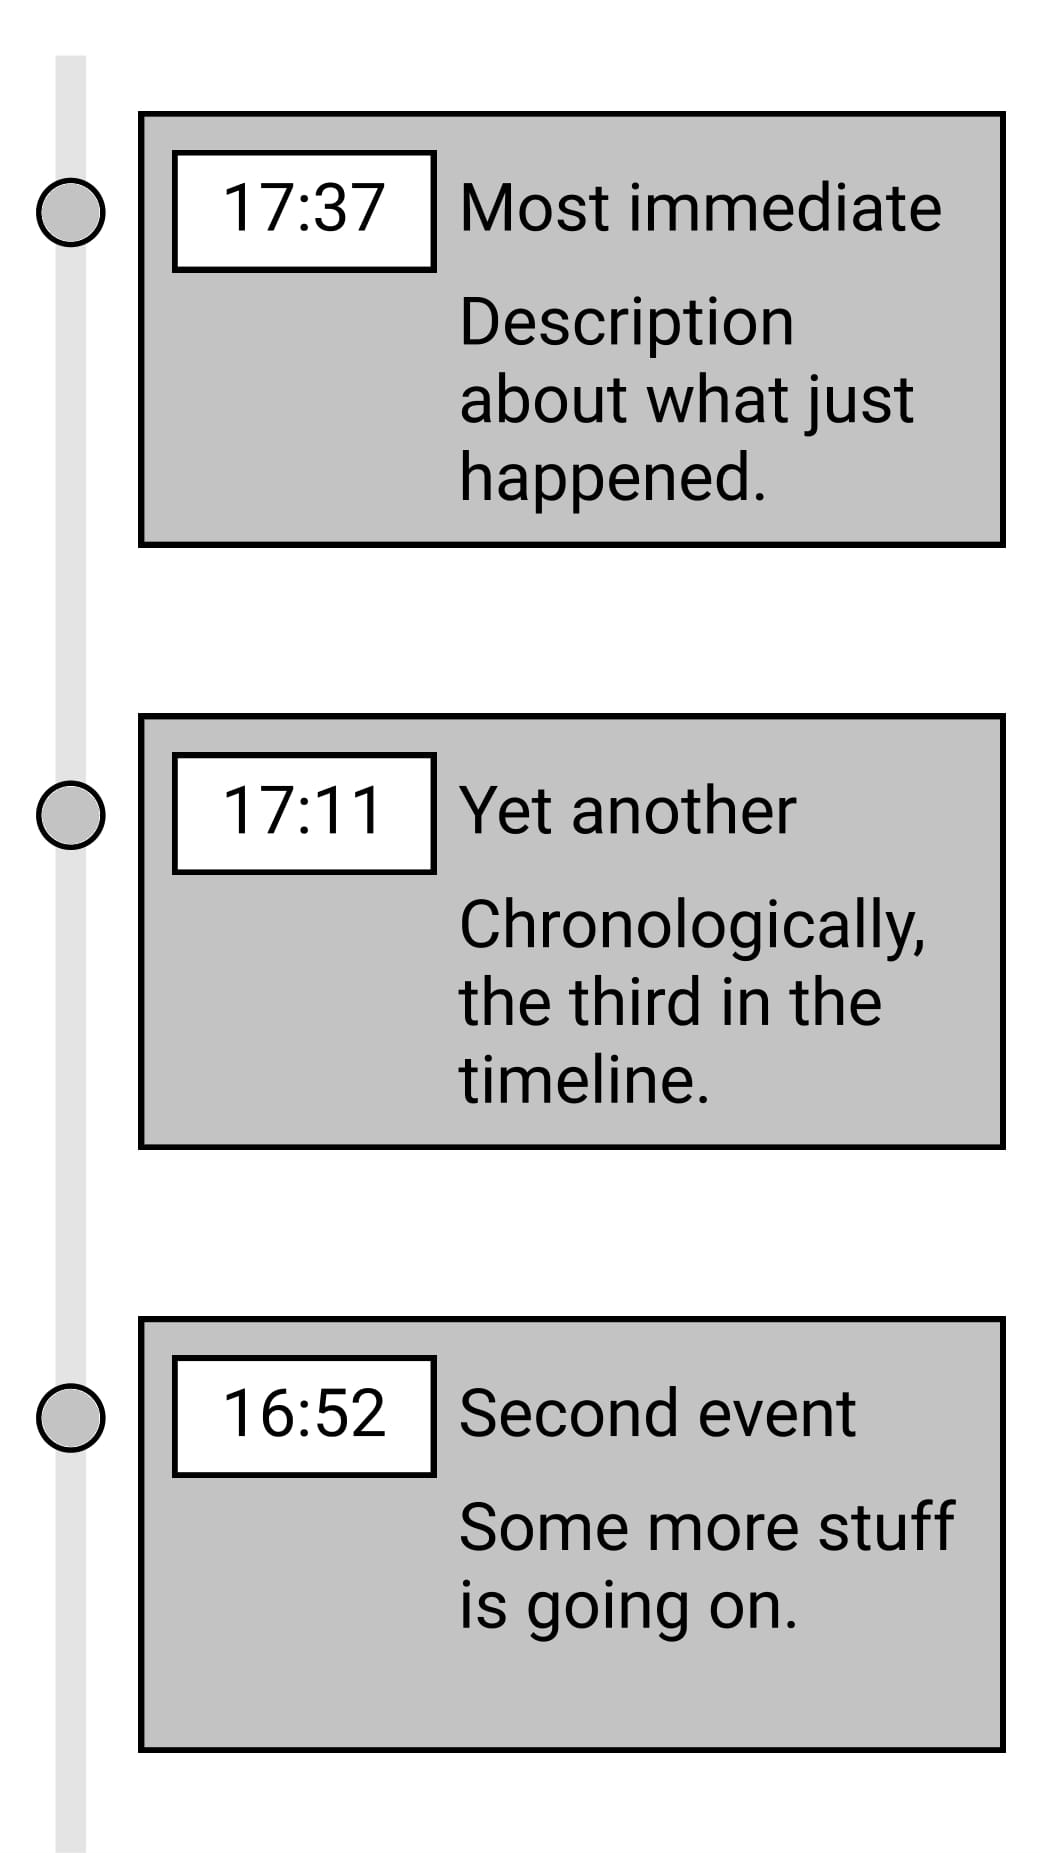 17:37 Most immediate
Description
about what just
happened.
17:11 Yet another
Chronologically,
the third in the
timeline.
16:52 Second event
Some more stuff
is going on.